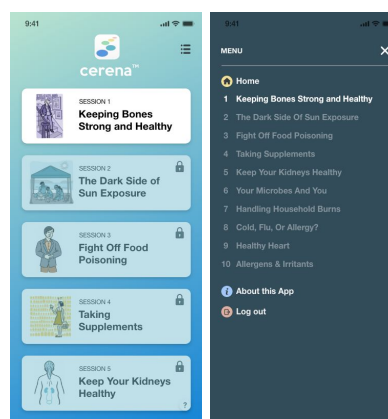 9:41
cerena™
SESSION 1
Keeping Bones
Strong and Healthy
SESSION 2
The Dark Side of
Sun Exposure
SESSION 3
Fight Off Food
Poisoning
SESSION 4
Taking
Supplements
SESSION 5
Keep Your Kidneys
Healthy
?
9:41
MENU
Home
1 Keeping Bones Strong and Healthy
2 The Dark Side Of Sun Exposure
3 Fight Off Food Poisoning
4 Taking Supplements
5 Keep Your Kidneys Healthy
6 Your Microbes And You
7 Handling Household Burns
8 Cold, Flu, Or Allergy?
9 Healthy Heart
10 Allergens & Irritants
i About this App
Log out